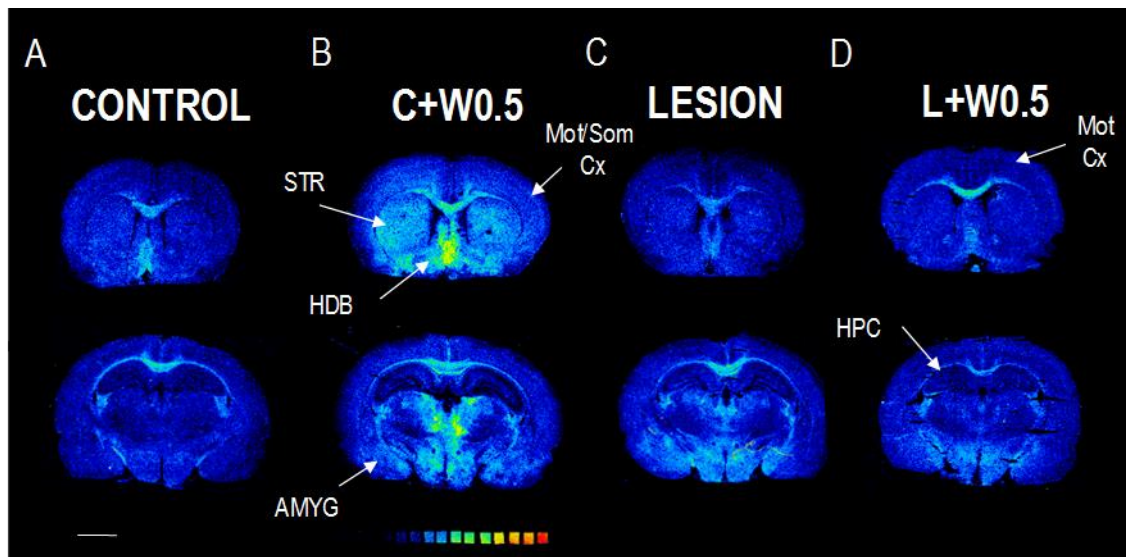 A
B
C
D
CONTROL
C+W0.5
LESION
L+W0.5
Mot/Som
Cx
Mot
Cx
STR
HDB
HPC
AMYG